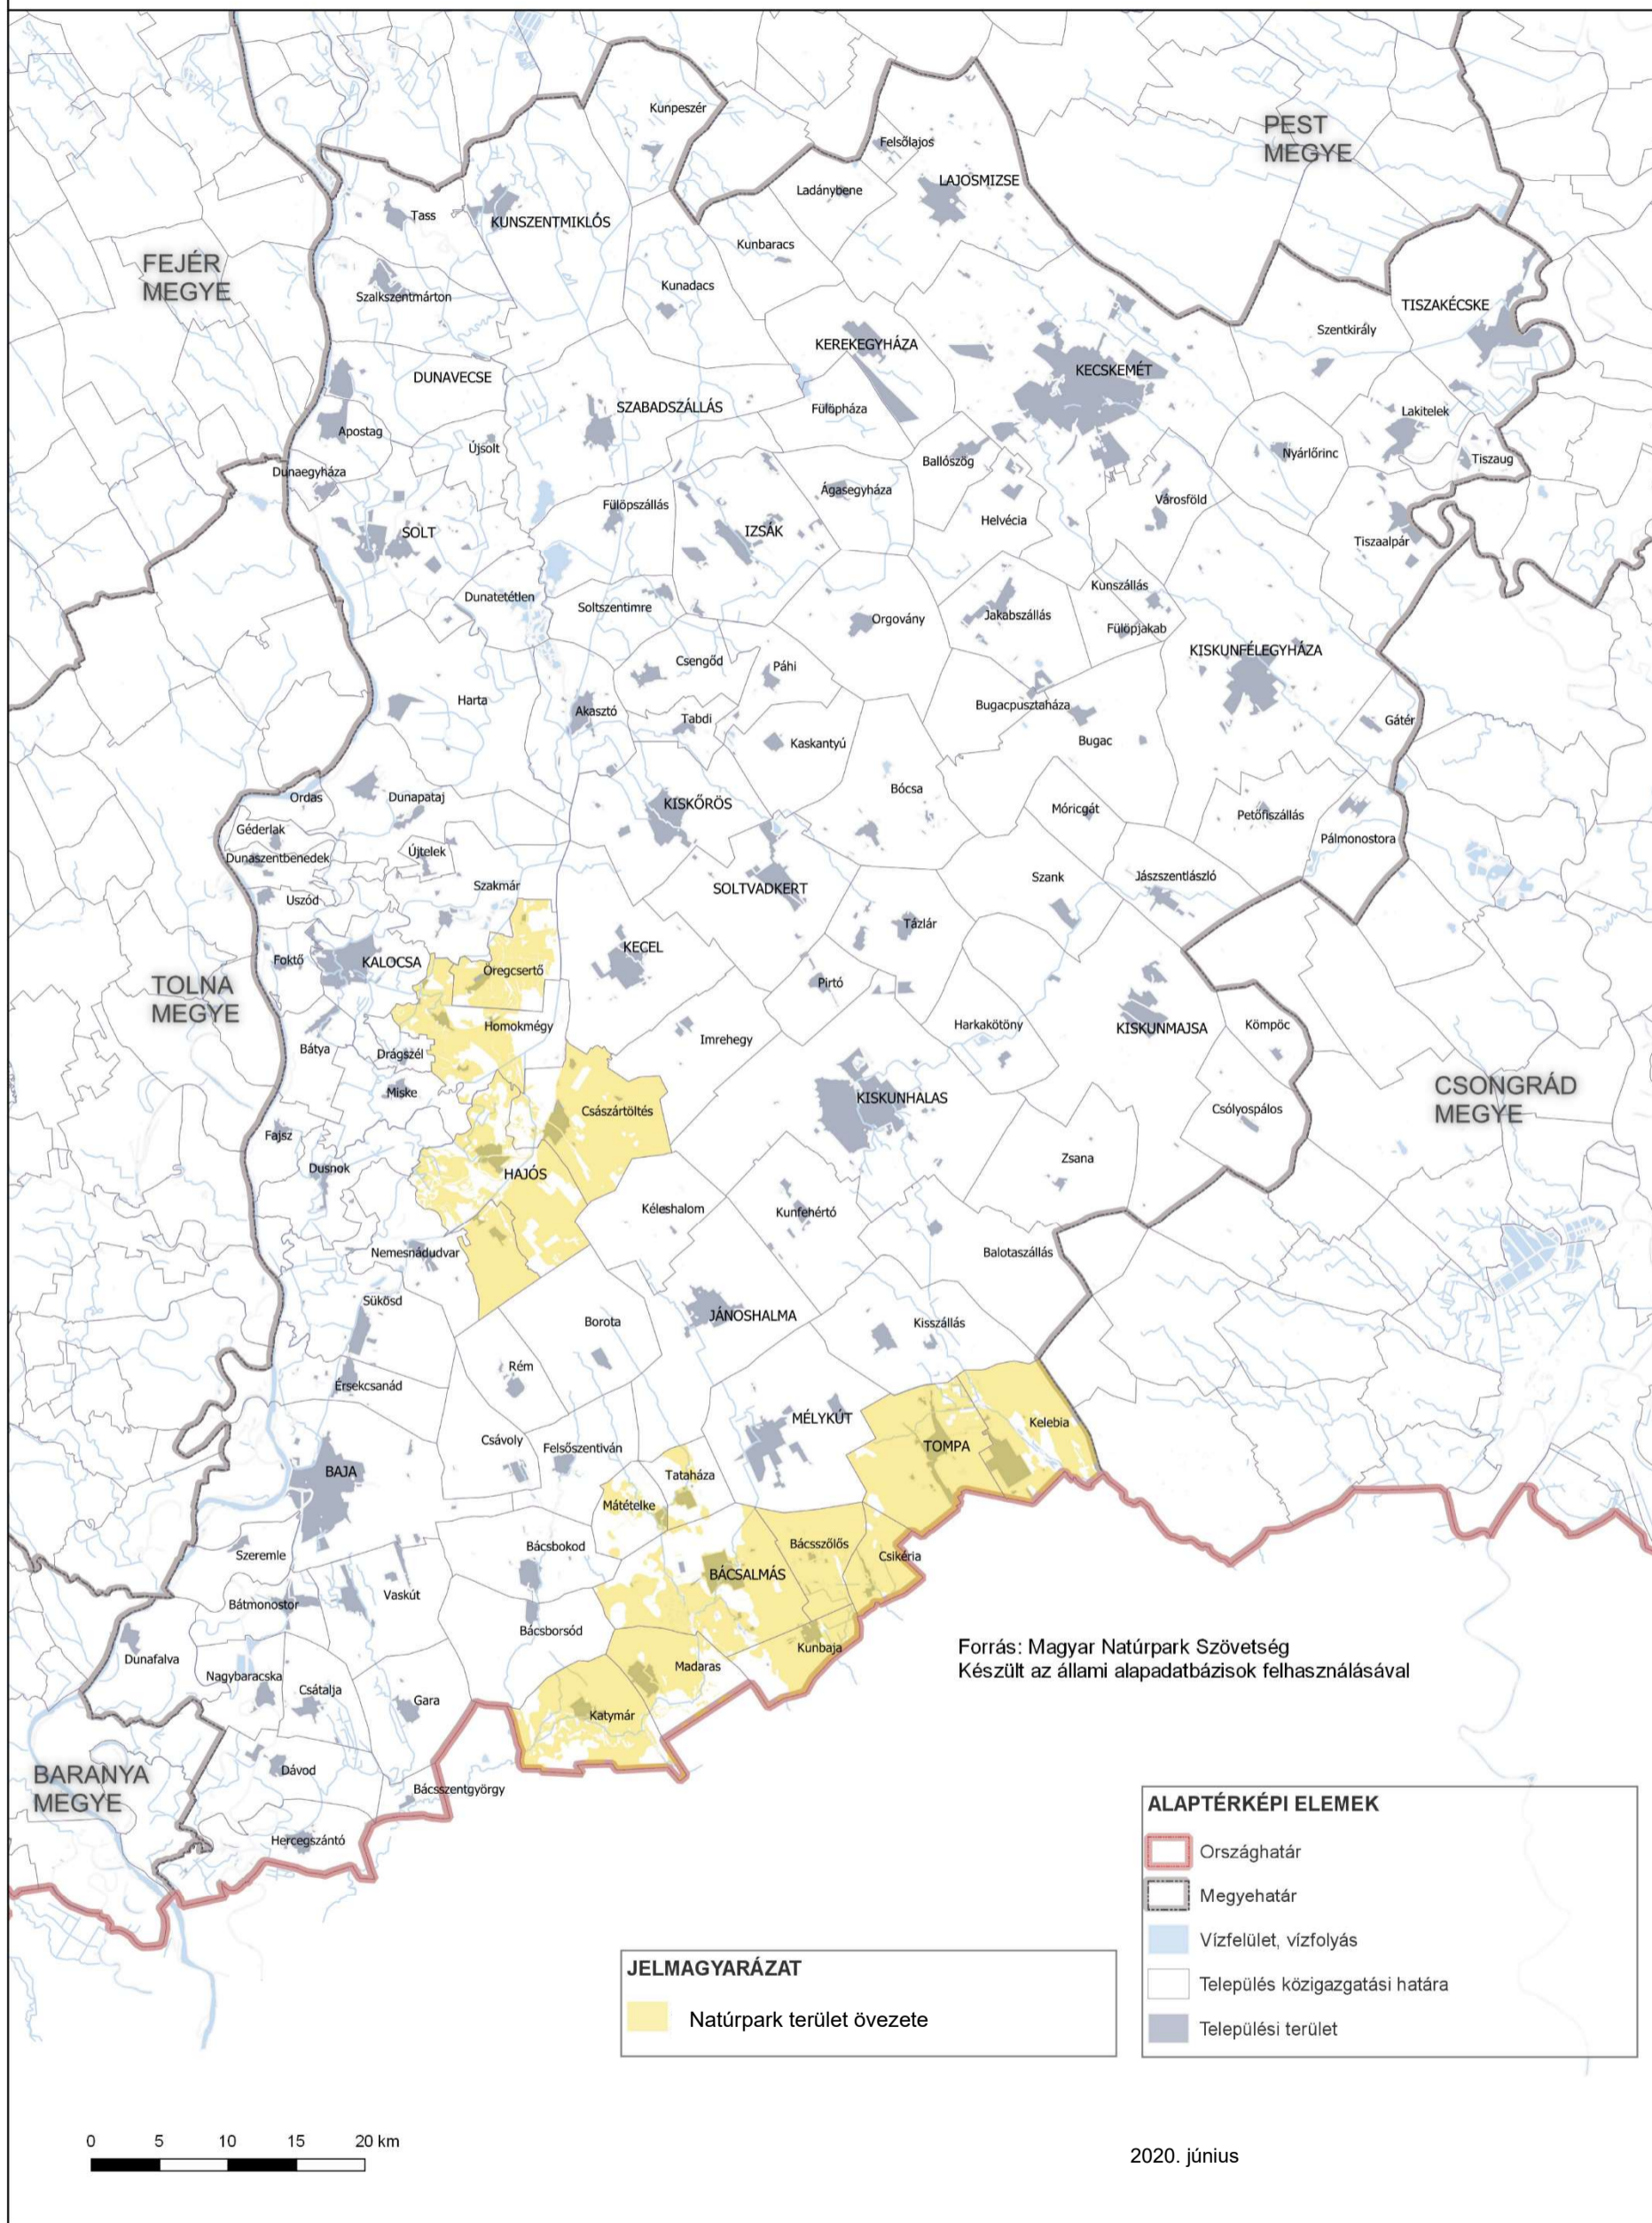 Kunpeszér
PEST
MEGYE
Felsőlajos
LAJOSMIZSE
Ladánybene
Tass
KUNSZENTMIKLÓS
Kunbaracs
FEJÉR
MEGYE
Kunadacs
Szalkszentmárton
TISZAKÉCSKE
Szentkirály
KEREKEGYHÁZA
KECSKEMÉT
DUNAVECSE
SZABADSZÁLLÁS
Fülöpháza
Lakitelek
Apostag
Újsolt
Nyárlőrinc
Ballószög
Tiszaug
Dunaegyháza
Ágasegyháza
Városföld
Fülöpszállás
Helvécia
SOLT
IZSÁK
Tiszaalpár
Kunszállás
Dunatetétlen
Soltszentimre
Orgovány
Jakabszállás
Fülöpjakab
KISKUNFÉLEGYHÁZA
Csengőd
Páhi
Harta
Bugacpusztaháza
Akasztó
Tabdi
Gátér
Kaskantyú
Bugac
Bócsa
Ordas
Dunapataj
KISKŐRÖS
Móricgát
Petőfiszállás
Géderlak
Pálmonostora
Újtelek
Dunaszentbenedek
Szank
Jászszentlászló
Szakmár
SOLTVADKERT
Uszód
Tázlár
KECEL
Foktő
KALOCSA
Öregcsertő
Pirtó
TOLNA
MEGYE
Homokmégy
Harkakötöny
KISKUNMAJSA
Kömpöc
Imrehegy
Bátya
Drágszél
CSONGRÁD
MEGYE
Miske
KISKUNHALAS
Császártöltés
Csólyospálos
Fajsz
Zsana
Dusnok
HAJÓS
Kéleshalom
Kunfehértó
Nemesnádudvar
Balotaszállás
Sükösd
JÁNOSHALMA
Borota
Kisszállás
Rém
Érsekcsanád
MÉLYKÚT
Kelebia
Csávoly
Felsőszentiván
TOMPA
BAJA
Tataháza
Mátételke
Bácsbokod
Bácsszőlős
Szeremle
Csikéria
BÁCSALMÁS
Vaskút
Bátmonostor
Bácsborsód
Kunbaja
Forrás: Magyar Natúrpark Szövetség
Készült az állami alapadatbázisok felhasználásával
Dunafalva
Madaras
Nagybaracska
Csátalja
Gara
Katymár
BARANYA
MEGYE
Dávod
Bácsszentgyörgy
Hercegszántó
ALAPTÉRKÉPI ELEMEK
Országhatár
Megyehatár
Vízfelület, vízfolyás
Település közigazgatási határa
Települési terület
JELMAGYARÁZAT
Natúrpark terület övezete
0 5 10 15 20 km
2020. június